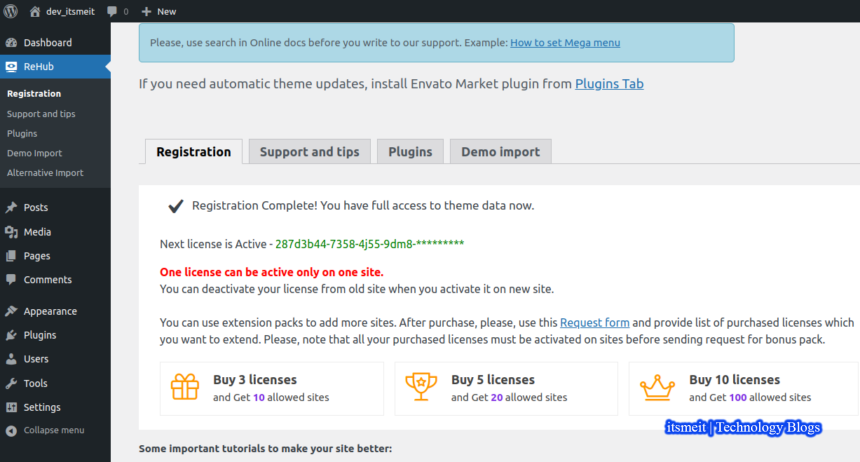 dev_itsmeit 0 New
Dashboard
ReHub
Registration
Support and tips
Plugins
Demo Import
Alternative Import
Posts
Media
Pages
Comments
Appearance
Plugins
Users
Tools
Settings
Collapse menu
Please, use search in Online docs before you write to our support. Example: How to set Mega menu
If you need automatic theme updates, install Envato Market plugin from Plugins Tab
Registration Support and tips Plugins Demo import
Registration Complete! You have full access to theme data now.
Next license is Active - 287d3b44-7358-4j55-9dm8-*********
One license can be active only on one site.
You can deactivate your license from old site when you activate it on new site.
You can use extension packs to add more sites. After purchase, please, use this Request form and provide list of purchased licenses which
you want to extend. Please, note that all your purchased licenses must be activated on sites before sending request for bonus pack.
Buy 3 licenses
and Get 10 allowed sites
Buy 5 licenses
and Get 20 allowed sites
Buy 10 licenses
and Get 100 allowed sites
itsmeit | Technology Blogs
Some important tutorials to make your site better: